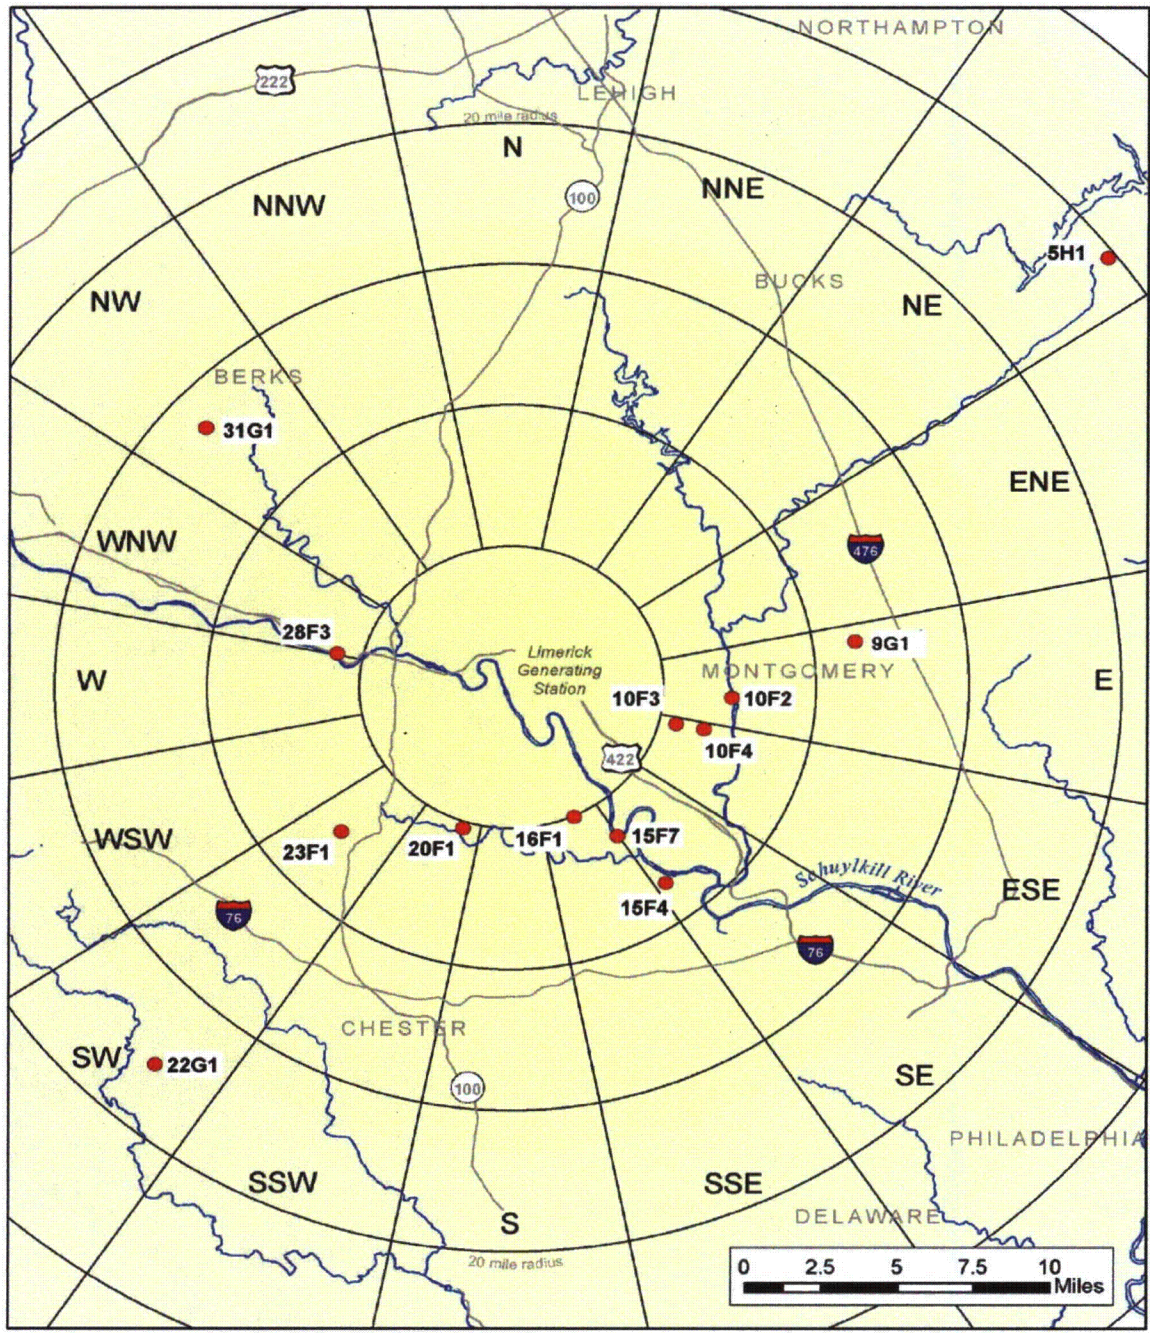 NORTHAMPTON
222
LEHIGH
20 mile radius
N
NNE
NNW
100
5H1
BUCKS
NW
NE
BERKS
31G1
ENE
WNW
476
28F3
9G1
Limerick
Generating
Station
MONTGOMERY
W
E
10F3
10F2
10F4
422
WSW
23F1
20F1
16F1
15F7
Schuylkill River
ESE
15F4
76
76
CHESTER
SW
22G1
SE
100
PHILADELPHIA
SSW
SSE
S
DELAWARE
20 mile radius
0 2.5 5 7.5 10
Miles